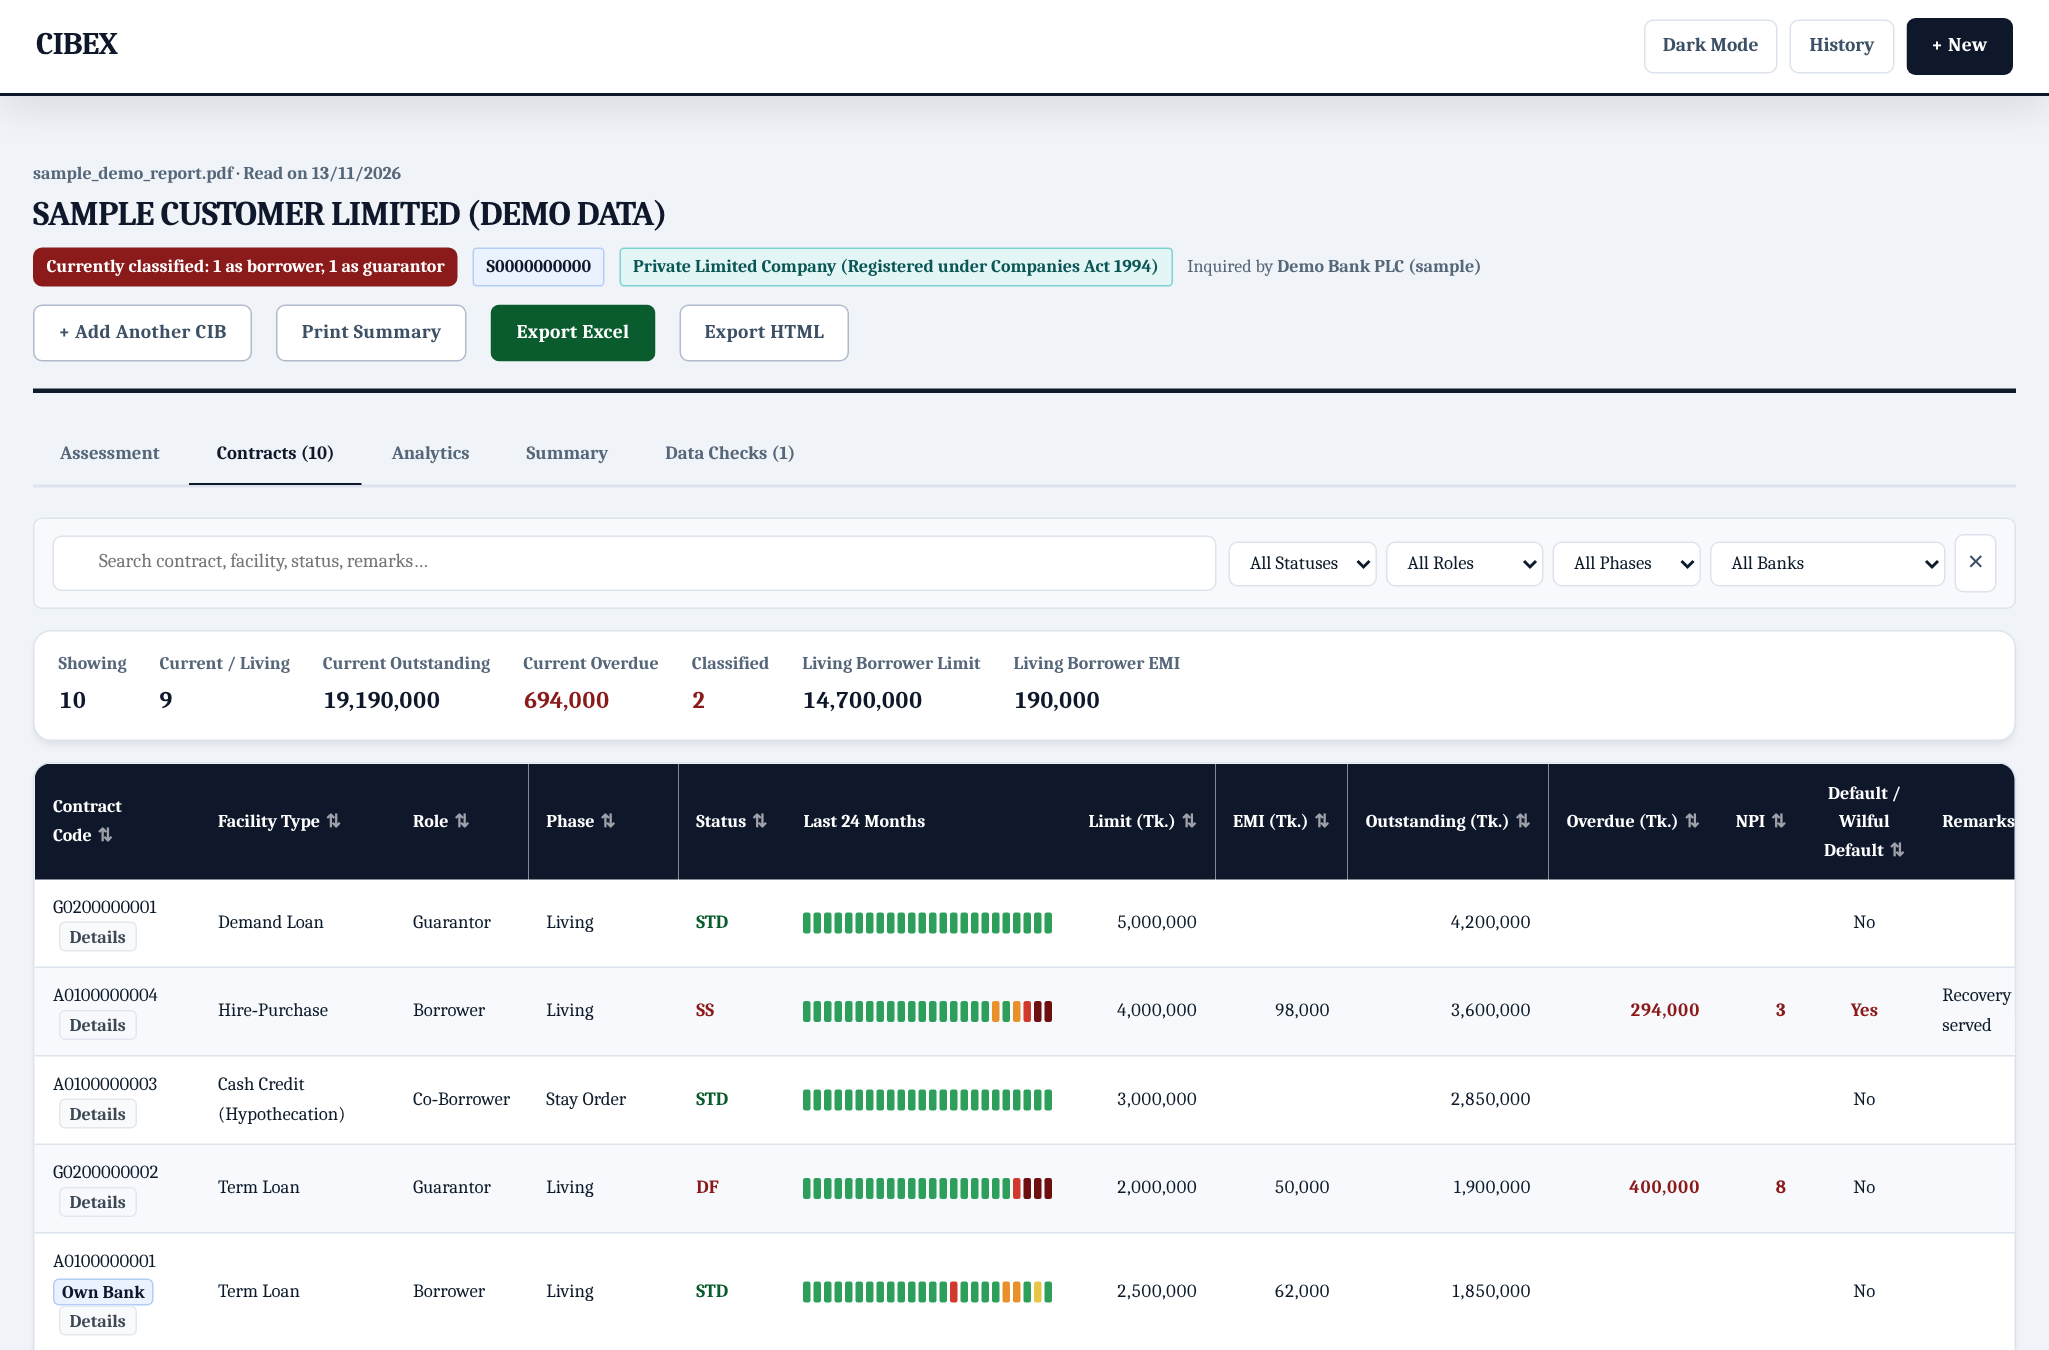 CIBEX
Dark Mode
History
+ New
sample_demo_report.pdf · Read on 13/11/2026
SAMPLE CUSTOMER LIMITED (DEMO DATA)
Currently classified: 1 as borrower, 1 as guarantor
S0000000000
Private Limited Company (Registered under Companies Act 1994)
Inquired by Demo Bank PLC (sample)
+ Add Another CIB
Print Summary
Export Excel
Export HTML
Assessment
Contracts (10)
Analytics
Summary
Data Checks (1)
Search contract, facility, status, remarks...
All Statuses
All Roles
All Phases
All Banks
✕
Showing
Current / Living
Current Outstanding
Current Overdue
Classified
Living Borrower Limit
Living Borrower EMI
10
9
19,190,000
694,000
2
14,700,000
190,000
Contract
Code ⇅
Facility Type ⇅
Role ⇅
Phase ⇅
Status ⇅
Last 24 Months
Limit (Tk.) ⇅
EMI (Tk.) ⇅
Outstanding (Tk.) ⇅
Overdue (Tk.) ⇅
NPI ⇅
Default /
Wilful
Default ⇅
Remarks
G0200000001
Details
Demand Loan
Guarantor
Living
STD
5,000,000
4,200,000
No
A0100000004
Details
Hire-Purchase
Borrower
Living
SS
4,000,000
98,000
3,600,000
294,000
3
Yes
Recovery
served
A0100000003
Details
Cash Credit
(Hypothecation)
Co-Borrower
Stay Order
STD
3,000,000
2,850,000
No
G0200000002
Details
Term Loan
Guarantor
Living
DF
2,000,000
50,000
1,900,000
400,000
8
No
A0100000001
Own Bank
Details
Term Loan
Borrower
Living
STD
2,500,000
62,000
1,850,000
No